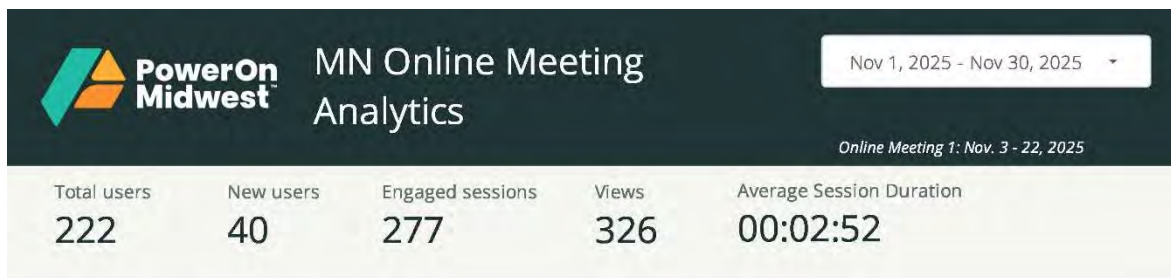 PowerOn
Midwest™
MN Online Meeting
Analytics
Nov 1, 2025 - Nov 30, 2025
Online Meeting 1: Nov. 3 - 22, 2025
Total users
222
New users
40
Engaged sessions
277
Views
326
Average Session Duration
00:02:52